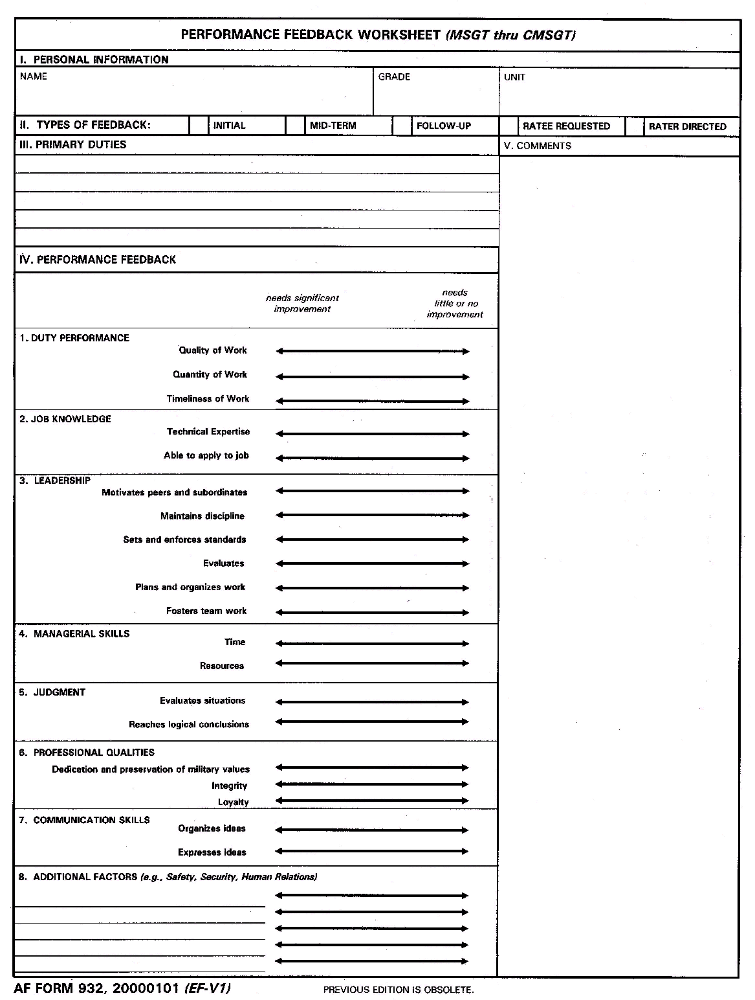 PERFORMANCE FEEDBACK WORKSHEET (MSGT thru CMSGT)
I. PERSONAL INFORMATION
NAME
GRADE
UNIT
II. TYPES OF FEEDBACK:
INITIAL
MID-TERM
FOLLOW-UP
RATEE REQUESTED
RATER DIRECTED
III. PRIMARY DUTIES
V. COMMENTS
IV. PERFORMANCE FEEDBACK
needs significant
improvement
needs
little or no
improvement
1. DUTY PERFORMANCE
Quality of Work
Quantity of Work
Timeliness of Work
2. JOB KNOWLEDGE
Technical Expertise
Able to apply to job
3. LEADERSHIP
Motivates peers and subordinates
Maintains discipline
Sets and enforces standards
Evaluates
Plans and organizes work
Fosters team work
4. MANAGERIAL SKILLS
Time
Resources
5. JUDGMENT
Evaluates situations
Reaches logical conclusions
6. PROFESSIONAL QUALITIES
Dedication and preservation of military values
Integrity
Loyalty
7. COMMUNICATION SKILLS
Organizes ideas
Expresses ideas
8. ADDITIONAL FACTORS (e.g., Safety, Security, Human Relations)
AF FORM 932, 20000101 (EF-V1)
PREVIOUS EDITION IS OBSOLETE.